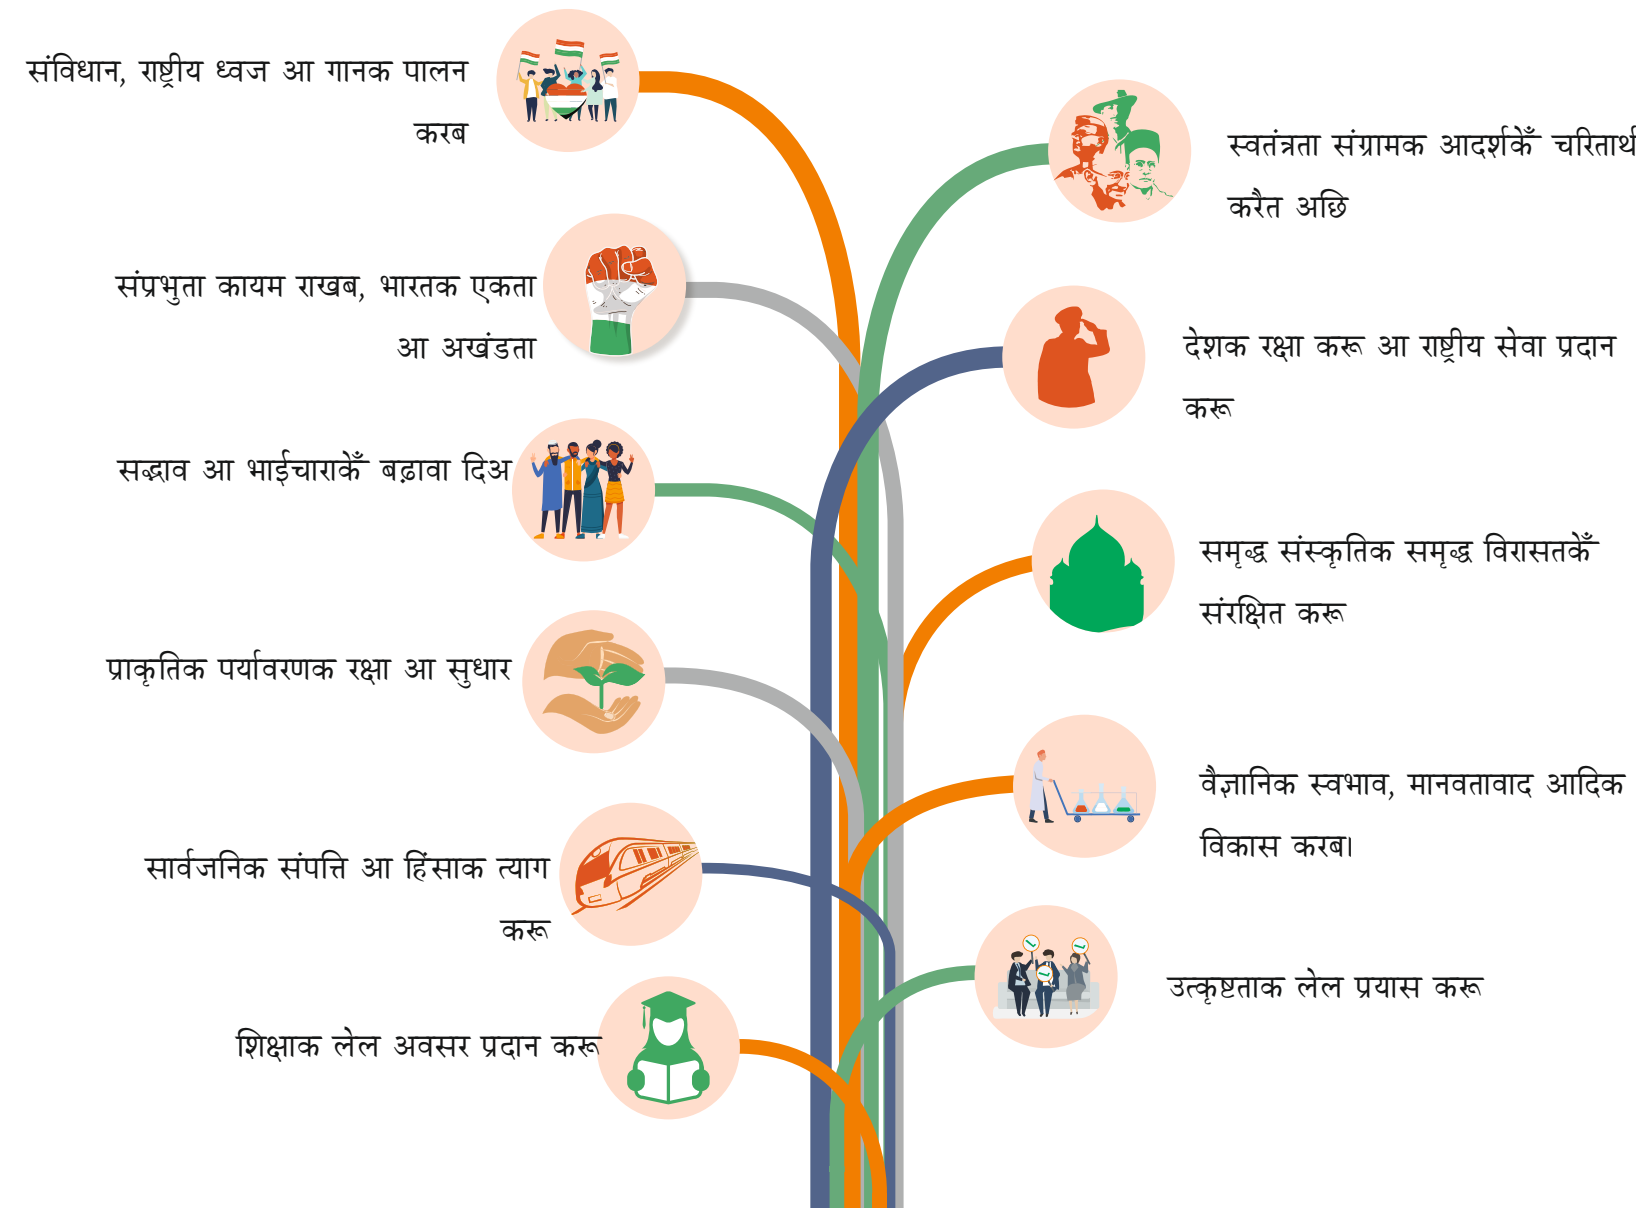 संविधान, राष्ट्रीय ध्वज आ गानक पालन
करब
स्वतंत्रता संग्रामक आदर्शकेँ चरितार्थ
करैत अछि
संप्रभुता कायम राखब, भारतक एकता
आ अखंडता
देशक रक्षा करू आ राष्ट्रीय सेवा प्रदान
करू
सद्भाव आ भाईचाराकेँ बढ़ावा दिअ
समृद्ध संस्कृतिक समृद्ध विरासतकेँ
संरक्षित करू
प्राकृतिक पर्यावरणक रक्षा आ सुधार
वैज्ञानिक स्वभाव, मानवतावाद आदिक
विकास करब।
सार्वजनिक संपत्ति आ हिंसाक त्याग
करू
उत्कृष्टताक लेल प्रयास करू
शिक्षाक लेल अवसर प्रदान करू